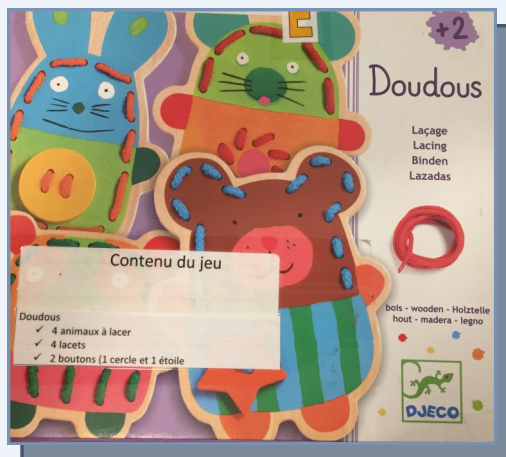 E
+2
Doudous
Laçage
Lacing
Binden
Lazadas
Contenu du jeu
Doudous
✓ 4 animaux à lacer
✓ 4 lacets
✓ 2 boutons (1 cercle et 1 étoile
bois - wooden - Holzteile
hout - madera - legno
DJECO